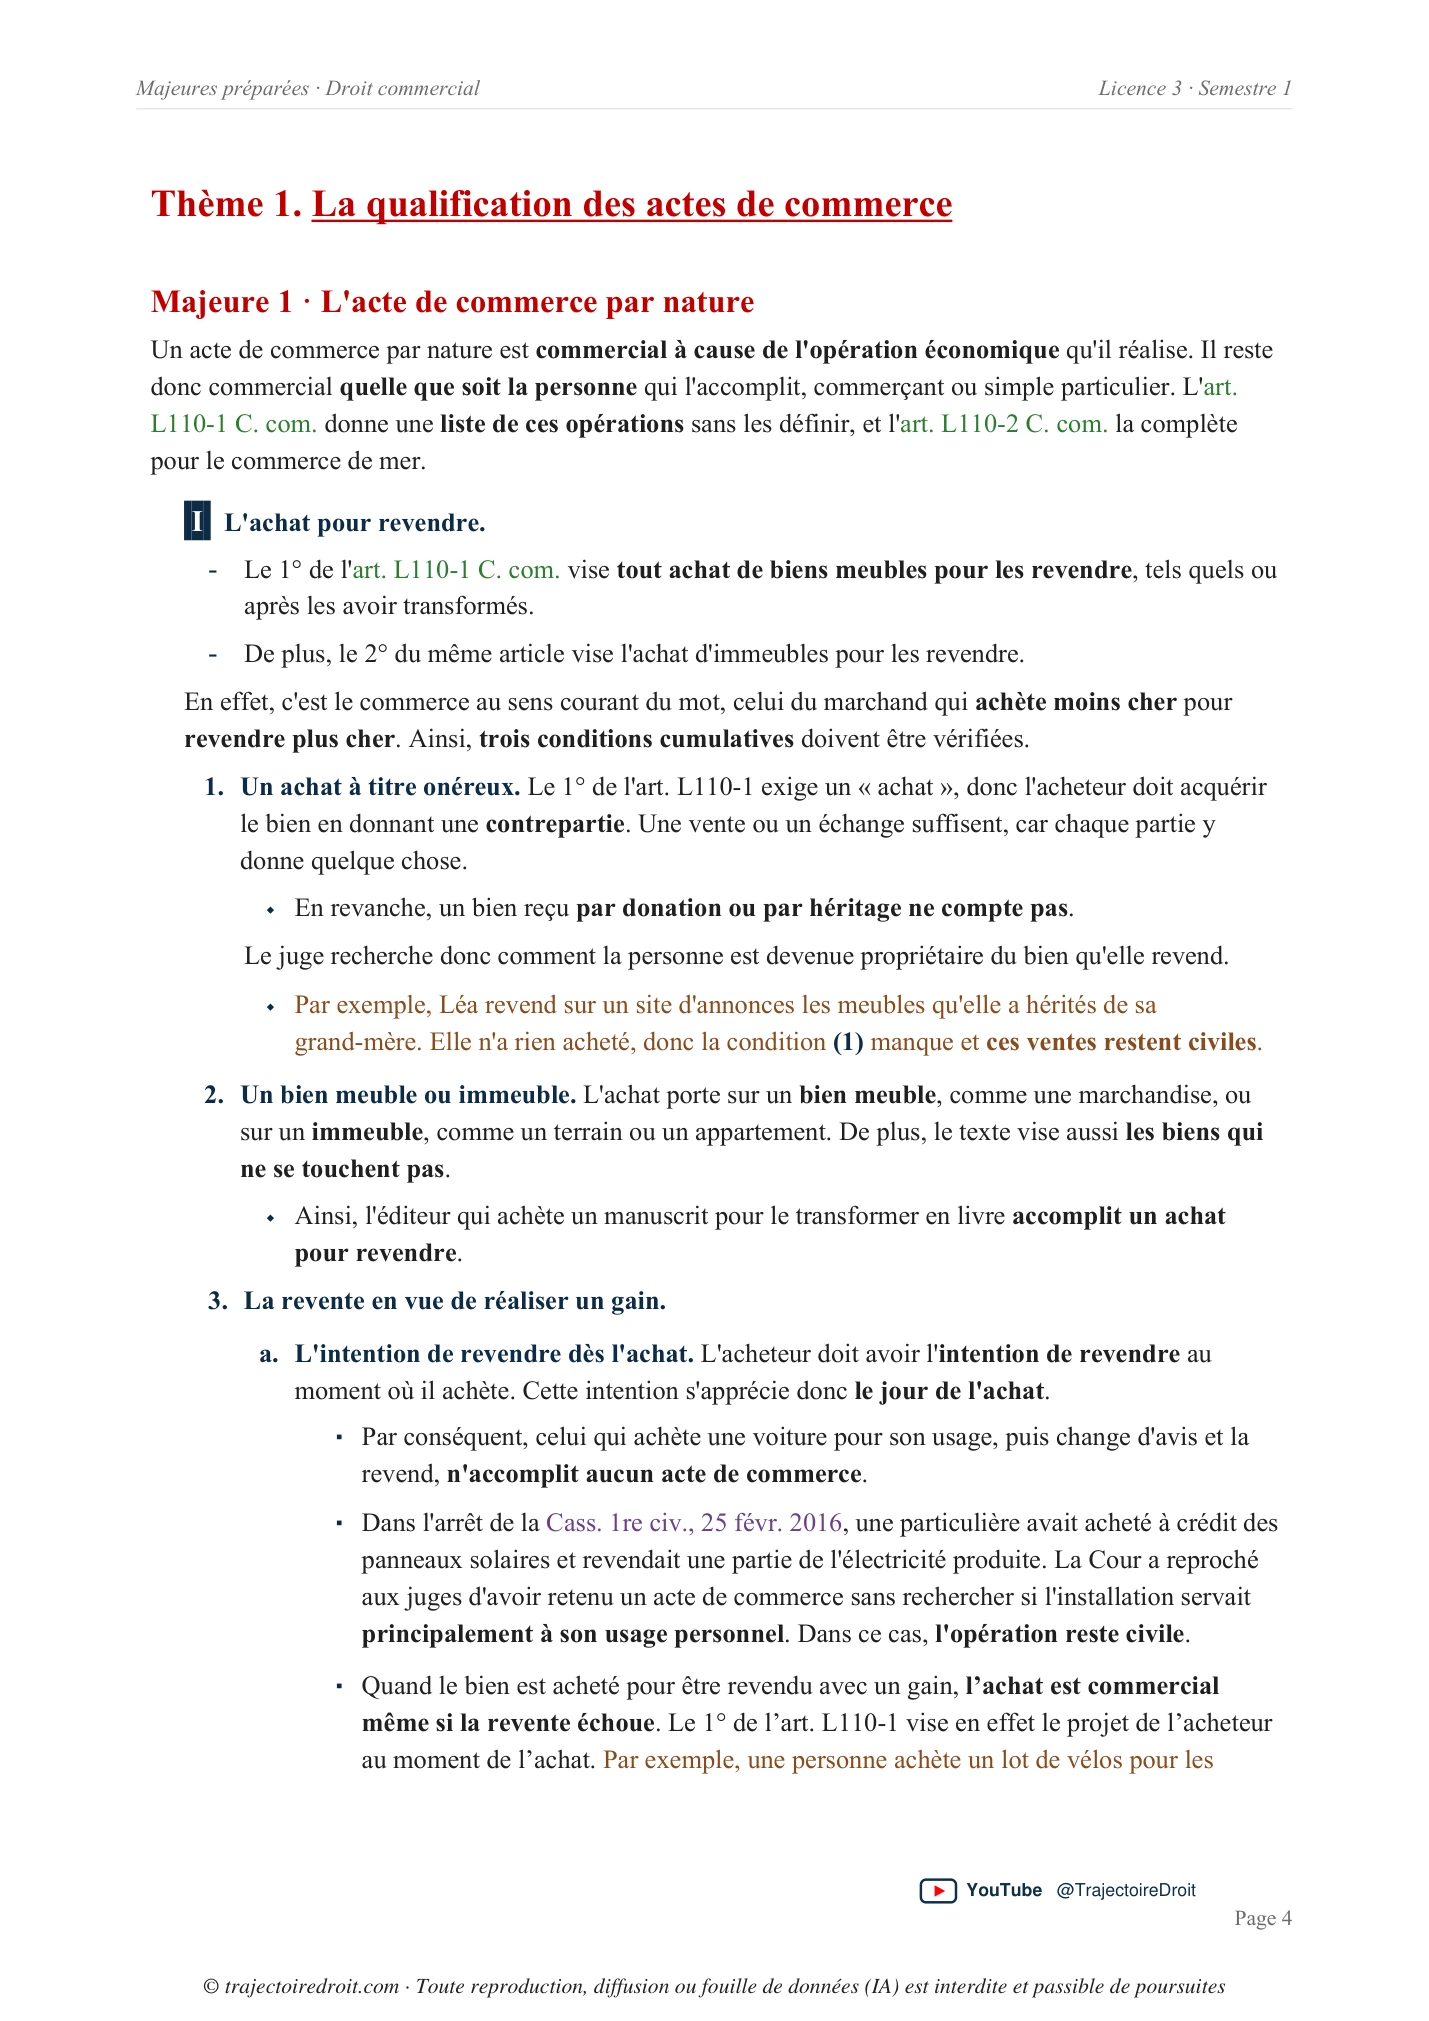 Majeures préparées · Droit commercial
Licence 3 · Semestre 1
Thème 1. La qualification des actes de commerce
Majeure 1 · L'acte de commerce par nature
Un acte de commerce par nature est commercial à cause de l'opération économique qu'il réalise. Il reste
donc commercial quelle que soit la personne qui l'accomplit, commerçant ou simple particulier. L'art.
L110-1 C. com. donne une liste de ces opérations sans les définir, et l'art. L110-2 C. com. la complète
pour le commerce de mer.
I L'achat pour revendre.
- Le 1° de l'art. L110-1 C. com. vise tout achat de biens meubles pour les revendre, tels quels ou
après les avoir transformés.
- De plus, le 2° du même article vise l'achat d'immeubles pour les revendre.
En effet, c'est le commerce au sens courant du mot, celui du marchand qui achète moins cher pour
revendre plus cher. Ainsi, trois conditions cumulatives doivent être vérifiées.
1. Un achat à titre onéreux. Le 1° de l'art. L110-1 exige un « achat », donc l'acheteur doit acquérir
le bien en donnant une contrepartie. Une vente ou un échange suffisent, car chaque partie y
donne quelque chose.
⬩ En revanche, un bien reçu par donation ou par héritage ne compte pas.
Le juge recherche donc comment la personne est devenue propriétaire du bien qu'elle revend.
⬩ Par exemple, Léa revend sur un site d'annonces les meubles qu'elle a hérités de sa
grand-mère. Elle n'a rien acheté, donc la condition (1) manque et ces ventes restent civiles.
2. Un bien meuble ou immeuble. L'achat porte sur un bien meuble, comme une marchandise, ou
sur un immeuble, comme un terrain ou un appartement. De plus, le texte vise aussi les biens qui
ne se touchent pas.
⬩ Ainsi, l'éditeur qui achète un manuscrit pour le transformer en livre accomplit un achat
pour revendre.
3. La revente en vue de réaliser un gain.
a. L'intention de revendre dès l'achat. L'acheteur doit avoir l'intention de revendre au
moment où il achète. Cette intention s'apprécie donc le jour de l'achat.
▪ Par conséquent, celui qui achète une voiture pour son usage, puis change d'avis et la
revend, n'accomplit aucun acte de commerce.
▪ Dans l'arrêt de la Cass. 1re civ., 25 févr. 2016, une particulière avait acheté à crédit des
panneaux solaires et revendait une partie de l'électricité produite. La Cour a reproché
aux juges d'avoir retenu un acte de commerce sans rechercher si l'installation servait
principalement à son usage personnel. Dans ce cas, l'opération reste civile.
▪ Quand le bien est acheté pour être revendu avec un gain, l’achat est commercial
même si la revente échoue. Le 1° de l’art. L110-1 vise en effet le projet de l’acheteur
au moment de l’achat. Par exemple, une personne achète un lot de vélos pour les
YouTube @TrajectoireDroit
Page 4
© trajectoiredroit.com · Toute reproduction, diffusion ou fouille de données (IA) est interdite et passible de poursuites